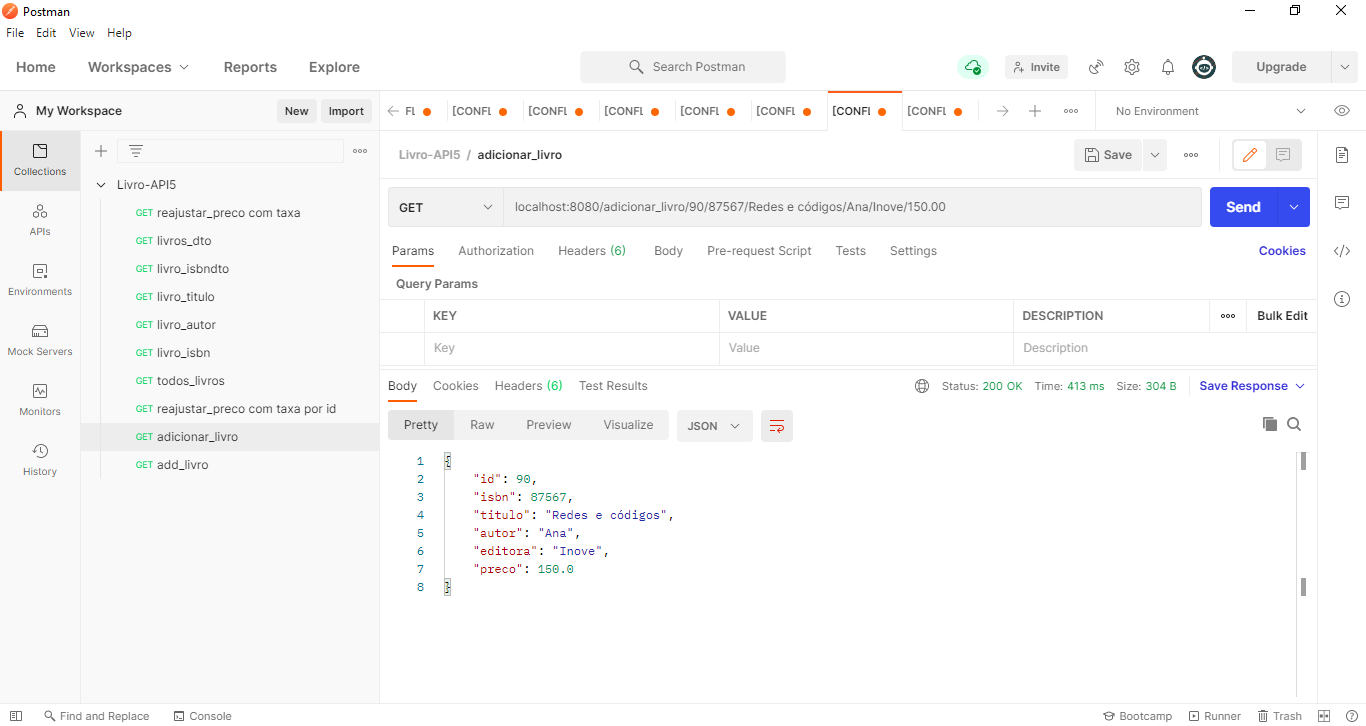 Postman
File Edit View Help
Home Workspaces Reports Explore Search Postman Invite Upgrade
My Workspace New Import FL [CONFL [CONFL [CONFL [CONFL [CONFL [CONFL [CONFL No Environment
Collections
APIs
Environments
Mock Servers
Monitors
History
Livro-API5
GET reajustar_preco com taxa
GET livros_dto
GET livro_isbndto
GET livro_titulo
GET livro_autor
GET livro_isbn
GET todos_livros
GET reajustar_preco com taxa por id
GET adicionar_livro
GET add_livro
Livro-API5 / adicionar_livro Save
GET localhost:8080/adicionar_livro/90/87567/Redes e códigos/Ana/Inove/150.00 Send
Params Authorization Headers (6) Body Pre-request Script Tests Settings Cookies
Query Params
KEY VALUE DESCRIPTION Bulk Edit
Key Value Description
Body Cookies Headers (6) Test Results Status: 200 OK Time: 413 ms Size: 304 B Save Response
Pretty Raw Preview Visualize JSON
1 {
2 "id": 90,
3 "isbn": 87567,
4 "titulo": "Redes e códigos",
5 "autor": "Ana",
6 "editora": "Inove",
7 "preco": 150.0
8 }
Find and Replace Console Bootcamp Runner Trash